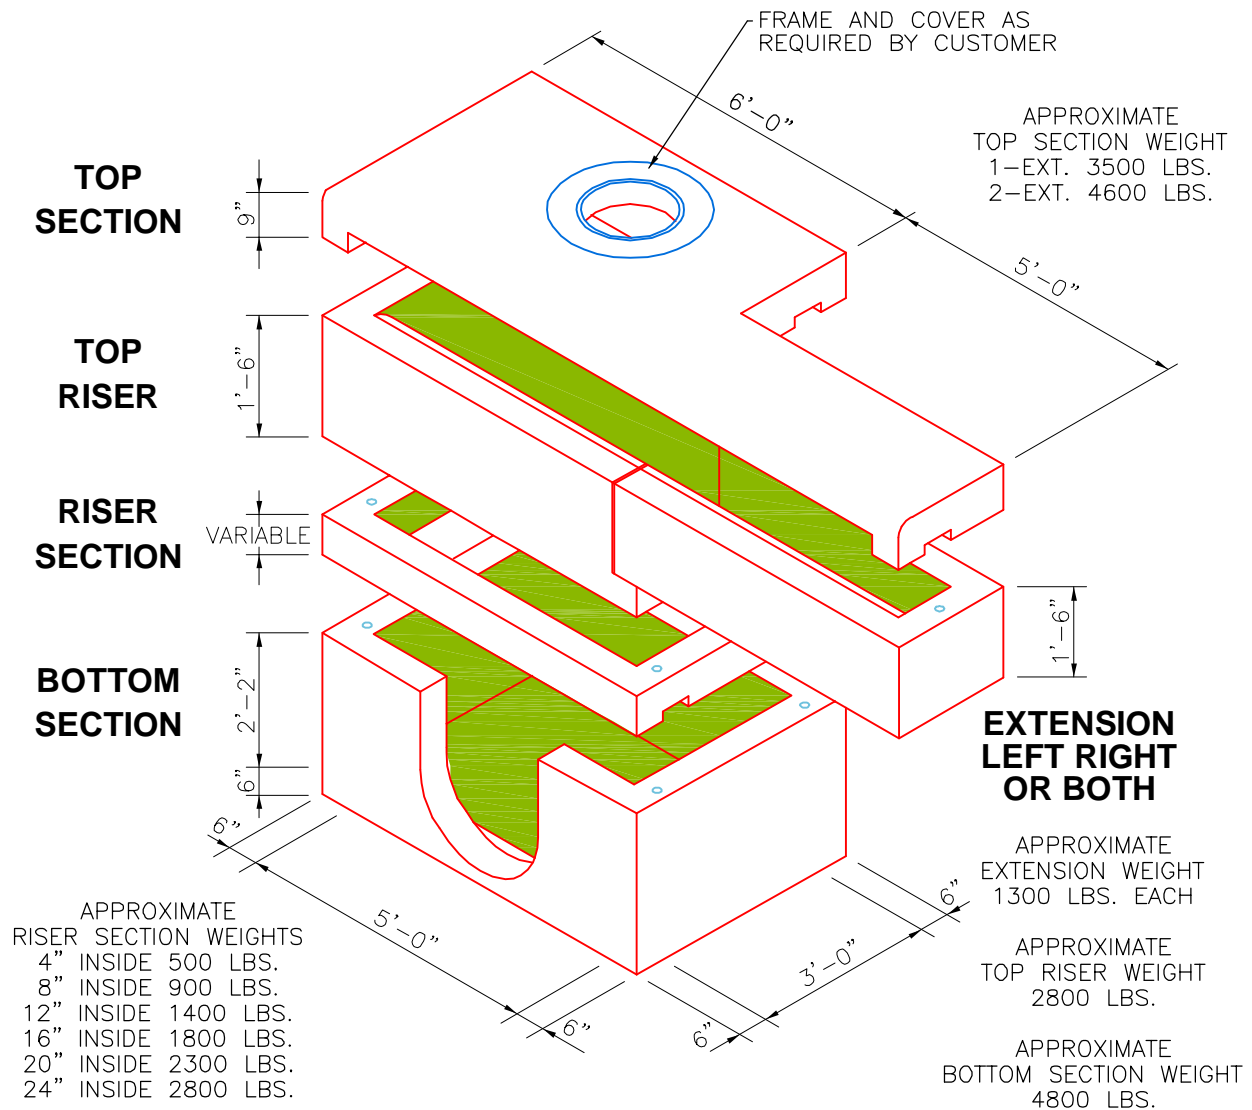 FRAME AND COVER AS
REQUIRED BY CUSTOMER
6'-0"
5'-0"
APPROXIMATE
TOP SECTION WEIGHT
1-EXT. 3500 LBS.
2-EXT. 4600 LBS.
TOP
SECTION
9"
TOP
RISER
1'-6"
RISER
SECTION
VARIABLE
BOTTOM
SECTION
2'-2"
6"
1'-6"
EXTENSION
LEFT RIGHT
OR BOTH
6"
5'-0"
6"
6"
3'-0"
6"
APPROXIMATE
EXTENSION WEIGHT
1300 LBS. EACH
APPROXIMATE
TOP RISER WEIGHT
2800 LBS.
APPROXIMATE
BOTTOM SECTION WEIGHT
4800 LBS.
APPROXIMATE
RISER SECTION WEIGHTS
4" INSIDE 500 LBS.
8" INSIDE 900 LBS.
12" INSIDE 1400 LBS.
16" INSIDE 1800 LBS.
20" INSIDE 2300 LBS.
24" INSIDE 2800 LBS.